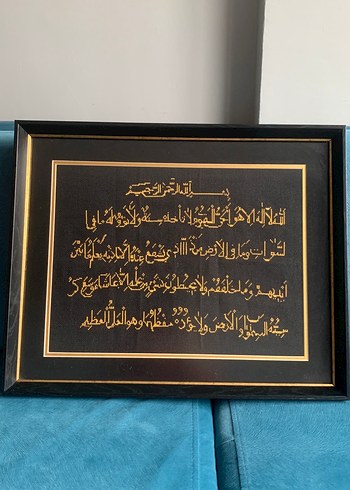 بسم الله الرحمن الرحيم
الله لا إله إلا هو الحي القيوم لا تأخذه سنة ولا نوم له ما في
السموات وما في الأرض من ذا الذي يشفع عنده إلا بإذنه يعلم ما بين
أيديهم وما خلفهم ولا يحيطون بشيء من علمه إلا بما شاء وسع كر
سيه السموات والأرض ولا يؤده حفظهما وهو العلي العظيم